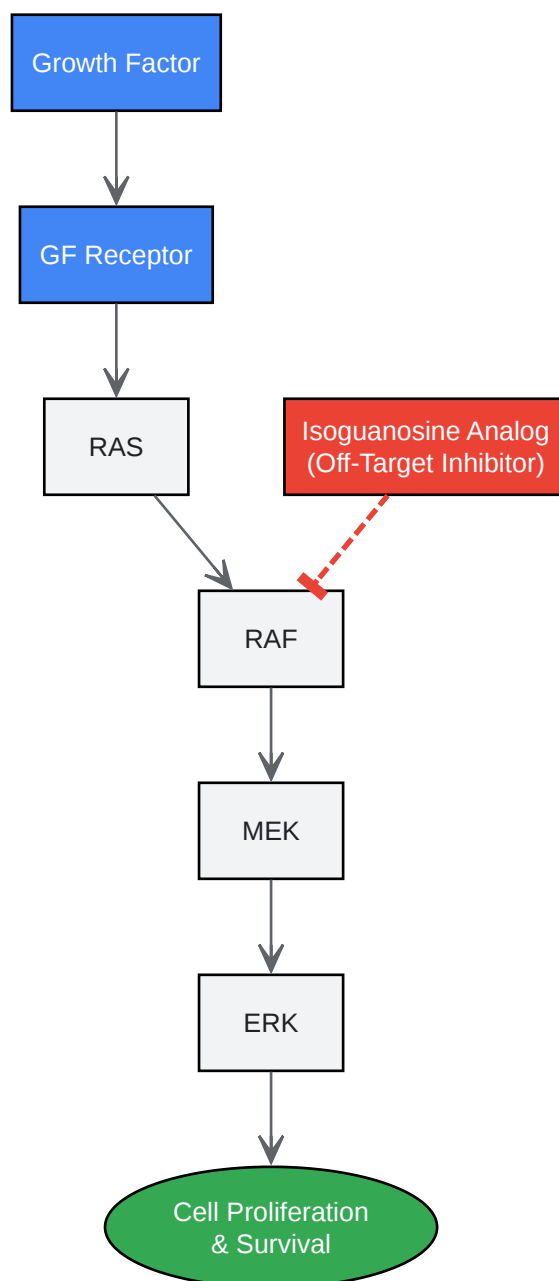 Growth Factor
GF Receptor
RAS
Isoguanosine Analog
(Off-Target Inhibitor)
RAF
MEK
ERK
Cell Proliferation
& Survival